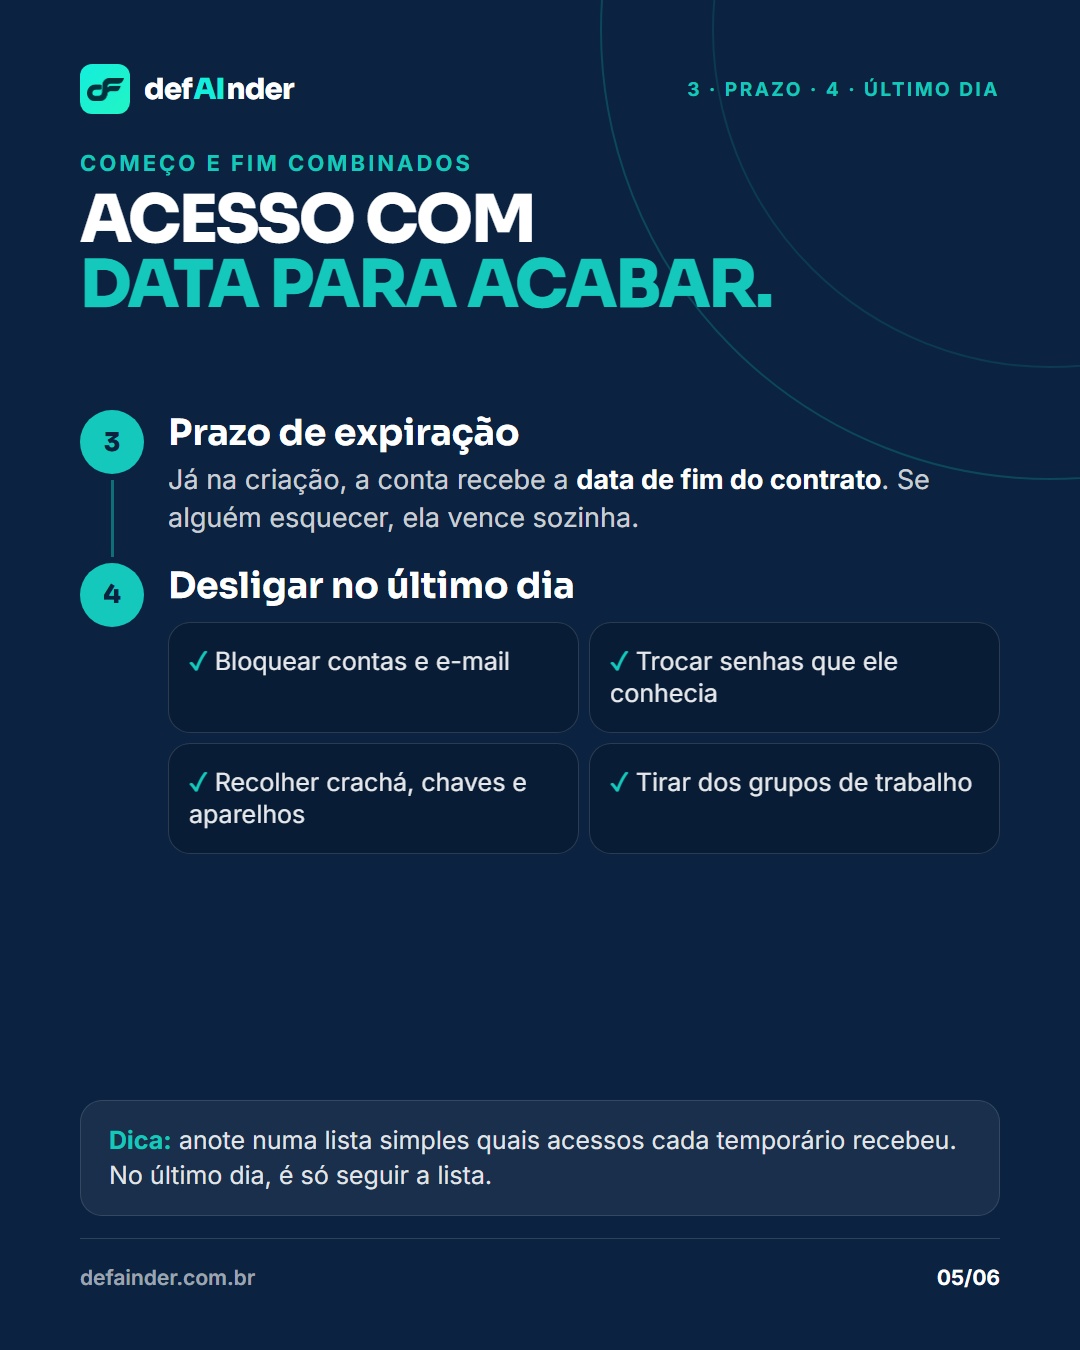 defAInder
3 · PRAZO · 4 · ÚLTIMO DIA
COMEÇO E FIM COMBINADOS
ACESSO COM
DATA PARA ACABAR.
3
Prazo de expiração
Já na criação, a conta recebe a data de fim do contrato. Se
alguém esquecer, ela vence sozinha.
4
Desligar no último dia
✓ Bloquear contas e e-mail
✓ Trocar senhas que ele
conhecia
✓ Recolher crachá, chaves e
aparelhos
✓ Tirar dos grupos de trabalho
Dica: anote numa lista simples quais acessos cada temporário recebeu.
No último dia, é só seguir a lista.
defainder.com.br
05/06